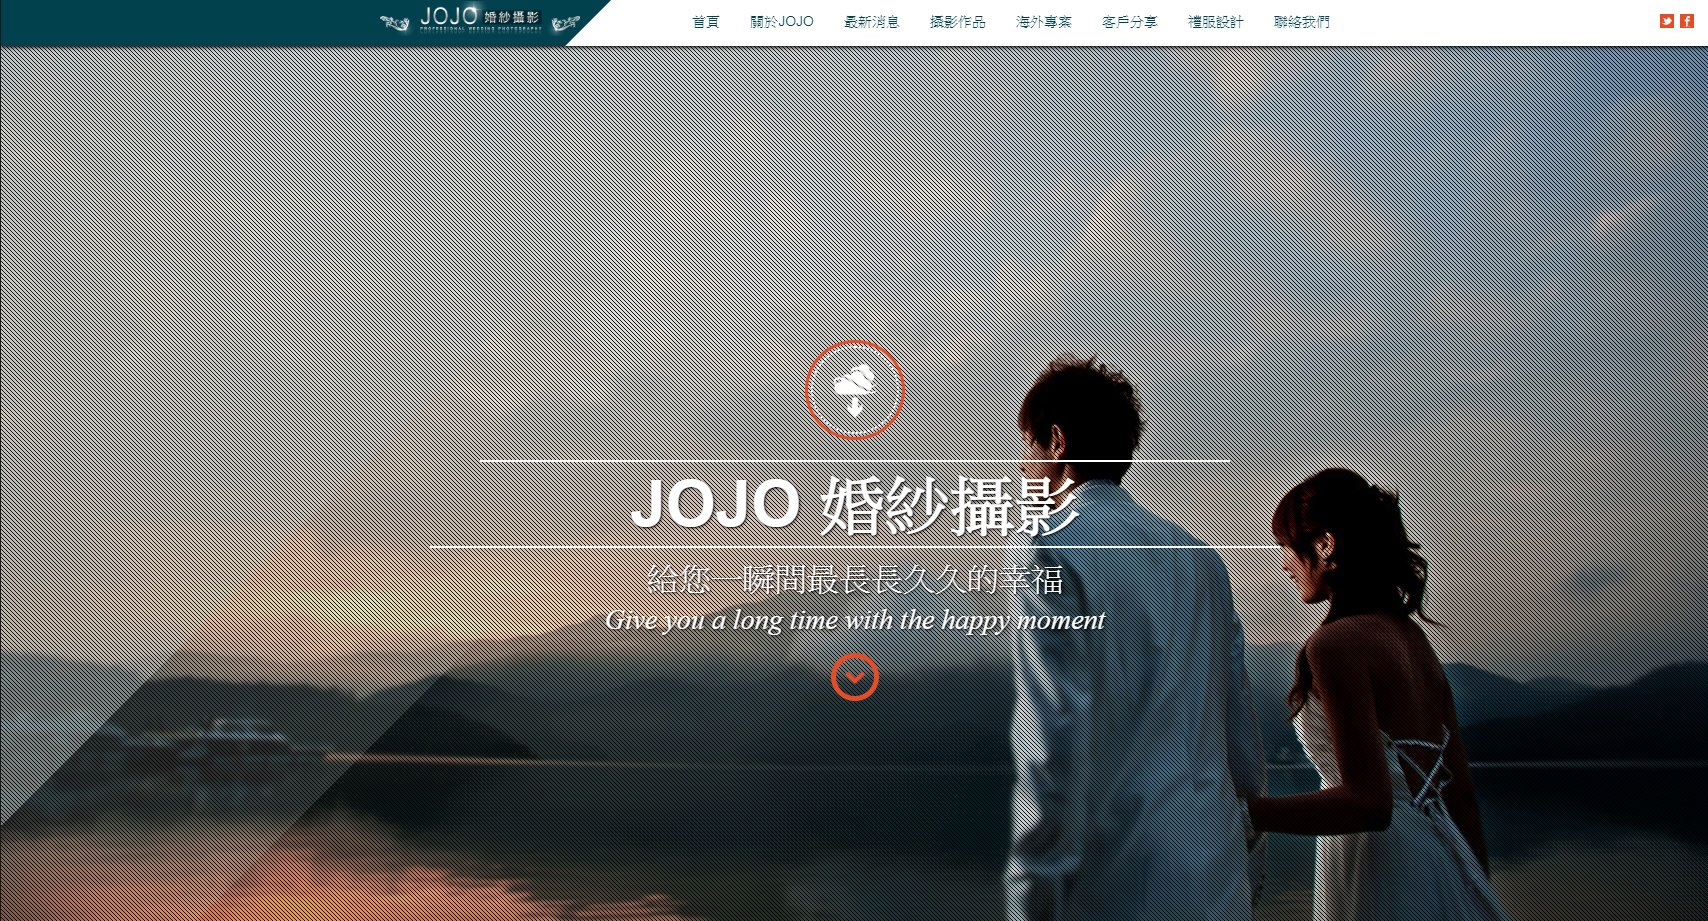 JOJO 婚紗攝影
PROFESSIONAL WEDDING PHOTOGRAPHY
首頁 關於JOJO 最新消息 攝影作品 海外專案 客戶分享 禮服設計 聯絡我們
JOJO 婚紗攝影
给您一瞬間最長長久久的幸福
Give you a long time with the happy moment